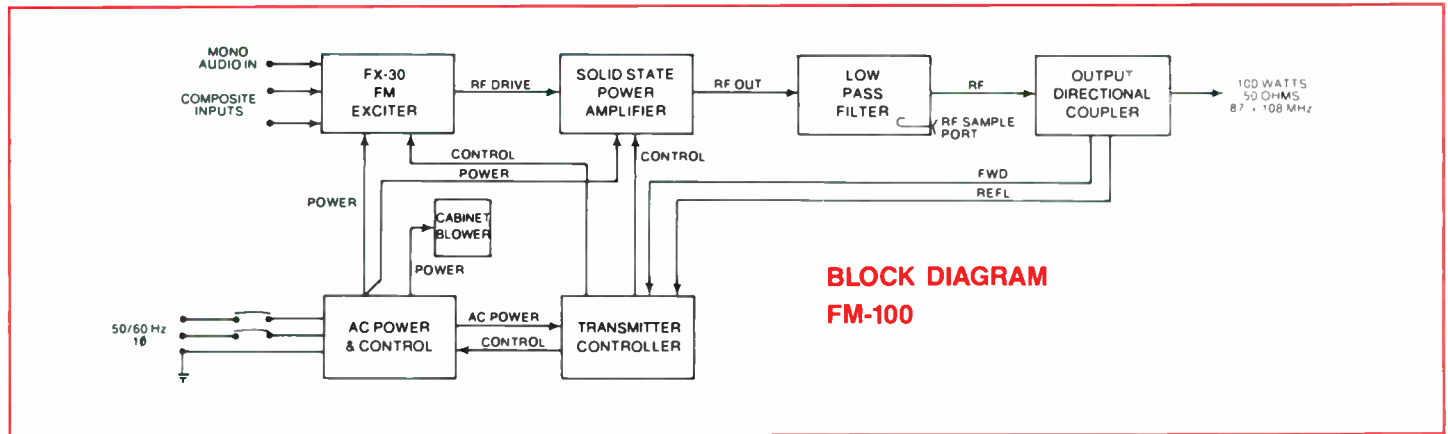 MONO
AUDIO IN
COMPOSITE
INPUTS
FX-30
FM
EXCITER
RF DRIVE
SOLID STATE
POWER
AMPLIFIER
RF OUT
LOW
PASS
FILTER
RF SAMPLE
PORT
RF
OUTPUT
DIRECTIONAL
COUPLER
100 WATTS
50 OHMS
87 - 108 MHz
CONTROL
POWER
CONTROL
FWD
REFL
POWER
CABINET
BLOWER
POWER
50/60 Hz
1ϕ
AC POWER
& CONTROL
AC POWER
CONTROL
TRANSMITTER
CONTROLLER
BLOCK DIAGRAM
FM-100